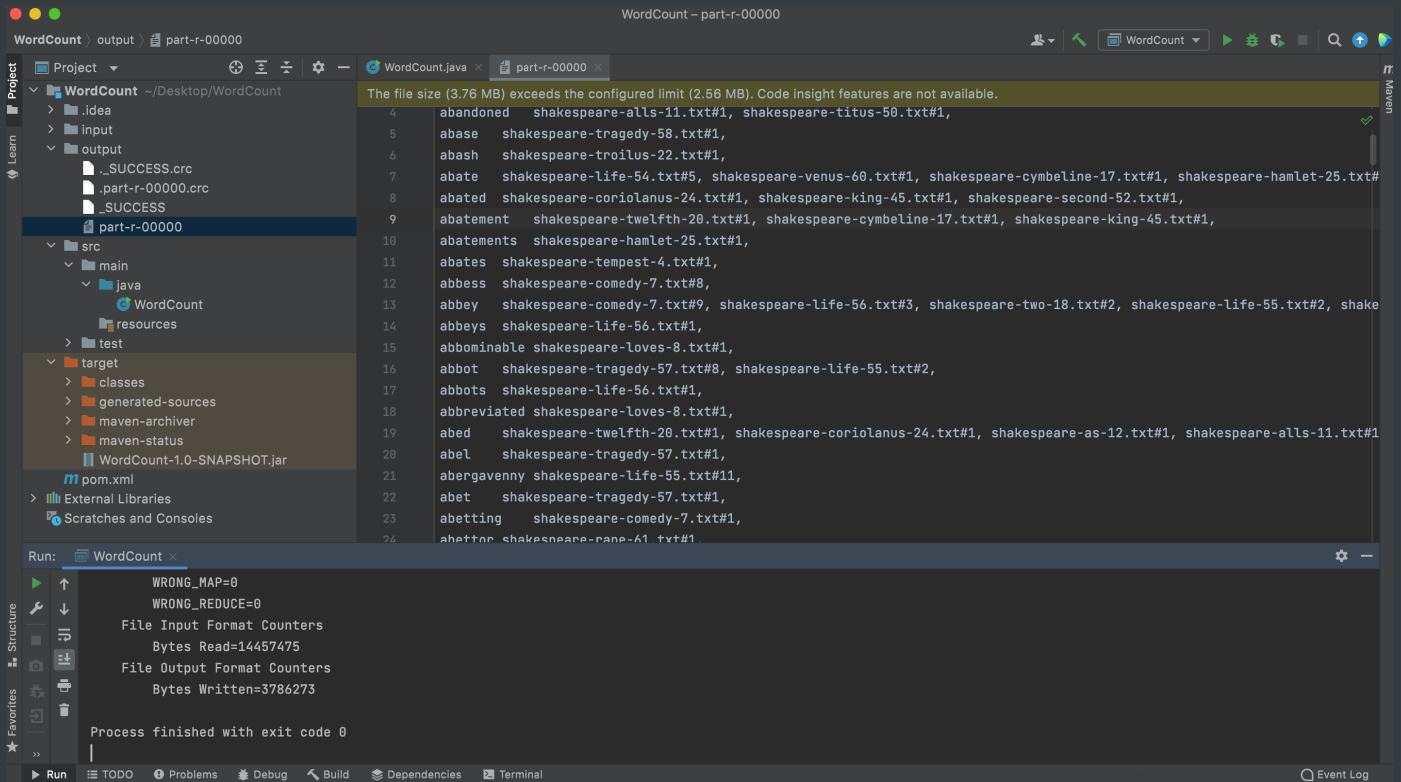 WordCount – part-r-00000
WordCount output part-r-00000
WordCount
Project
WordCount.java
part-r-00000
Project
Learn
Structure
Favorites
Maven
WordCount ~/Desktop/WordCount
.idea
input
output
._SUCCESS.crc
.part-r-00000.crc
_SUCCESS
part-r-00000
src
main
java
WordCount
resources
test
target
classes
generated-sources
maven-archiver
maven-status
WordCount-1.0-SNAPSHOT.jar
pom.xml
External Libraries
Scratches and Consoles
The file size (3.76 MB) exceeds the configured limit (2.56 MB). Code insight features are not available.
4 abandoned shakespeare-alls-11.txt#1, shakespeare-titus-50.txt#1,
5 abase shakespeare-tragedy-58.txt#1,
6 abash shakespeare-troilus-22.txt#1,
7 abate shakespeare-life-54.txt#5, shakespeare-venus-60.txt#1, shakespeare-cymbeline-17.txt#1, shakespeare-hamlet-25.txt#
8 abated shakespeare-coriolanus-24.txt#1, shakespeare-king-45.txt#1, shakespeare-second-52.txt#1,
9 abatement shakespeare-twelfth-20.txt#1, shakespeare-cymbeline-17.txt#1, shakespeare-king-45.txt#1,
10 abatements shakespeare-hamlet-25.txt#1,
11 abates shakespeare-tempest-4.txt#1,
12 abbess shakespeare-comedy-7.txt#8,
13 abbey shakespeare-comedy-7.txt#9, shakespeare-life-56.txt#3, shakespeare-two-18.txt#2, shakespeare-life-55.txt#2, shake
14 abbeys shakespeare-life-56.txt#1,
15 abbominable shakespeare-loves-8.txt#1,
16 abbot shakespeare-tragedy-57.txt#8, shakespeare-life-55.txt#2,
17 abbots shakespeare-life-56.txt#1,
18 abbreviated shakespeare-loves-8.txt#1,
19 abed shakespeare-twelfth-20.txt#1, shakespeare-coriolanus-24.txt#1, shakespeare-as-12.txt#1, shakespeare-alls-11.txt#1
20 abel shakespeare-tragedy-57.txt#1,
21 abergavenny shakespeare-life-55.txt#11,
22 abet shakespeare-tragedy-57.txt#1,
23 abetting shakespeare-comedy-7.txt#1,
24 abettor shakespeare-rape-61.txt#1,
Run: WordCount
WRONG_MAP=0
WRONG_REDUCE=0
File Input Format Counters
Bytes Read=14457475
File Output Format Counters
Bytes Written=3786273
Process finished with exit code 0
Run TODO Problems Debug Build Dependencies Terminal Event Log